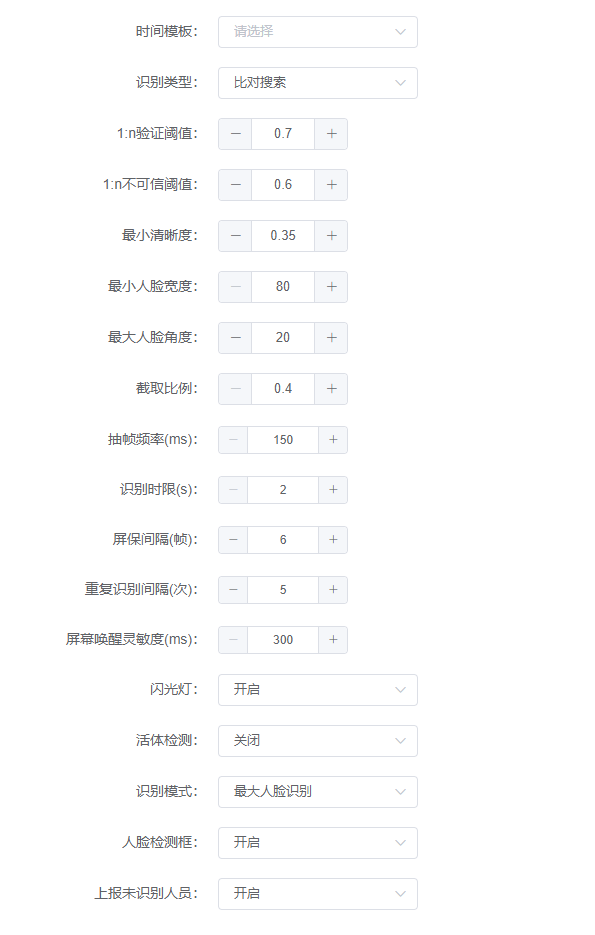 时间模板： 请选择
识别类型： 比对搜索
1:n验证阈值： 0.7
1:n不可信阈值： 0.6
最小清晰度： 0.35
最小人脸宽度： 80
最大人脸角度： 20
截取比例： 0.4
抽帧频率(ms)： 150
识别时限(s)： 2
屏保间隔(帧)： 6
重复识别间隔(次)： 5
屏幕唤醒灵敏度(ms)： 300
闪光灯： 开启
活体检测： 关闭
识别模式： 最大人脸识别
人脸检测框： 开启
上报未识别人员： 开启